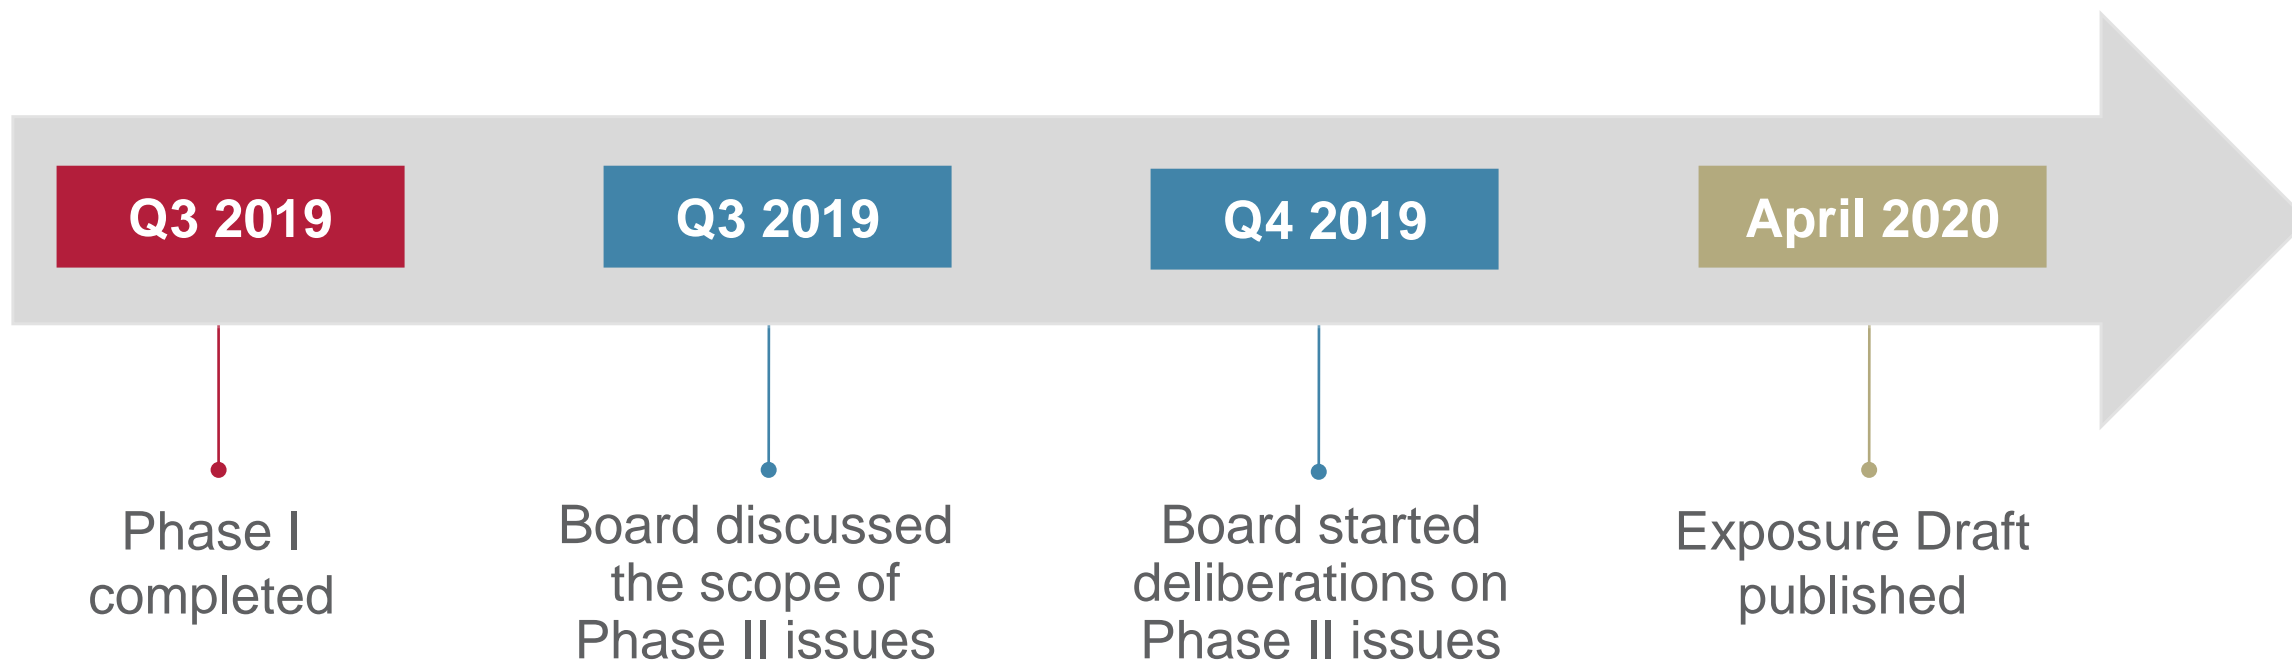 Q3 2019
Q3 2019
Q4 2019
April 2020
Phase I
completed
Board discussed
the scope of
Phase II issues
Board started
deliberations on
Phase II issues
Exposure Draft
published